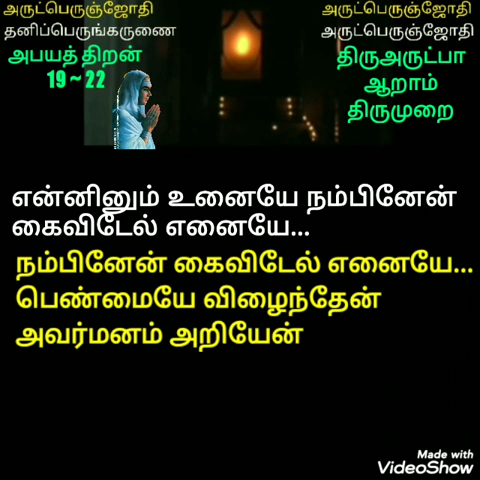 அருட்பெருஞ்ஜோதி
தனிப்பெருங்கருணை
அபயத் திறன்
19 ~ 22
அருட்பெருஞ்ஜோதி
அருட்பெருஞ்ஜோதி
திருஅருட்பா
ஆறாம்
திருமுறை
என்னினும் உனையே நம்பினேன்
கைவிடேல் எனையே...
நம்பினேன் கைவிடேல் எனையே...
பெண்மையே விழைந்தேன்
அவர்மனம் அறியேன்
Made with
VideoShow